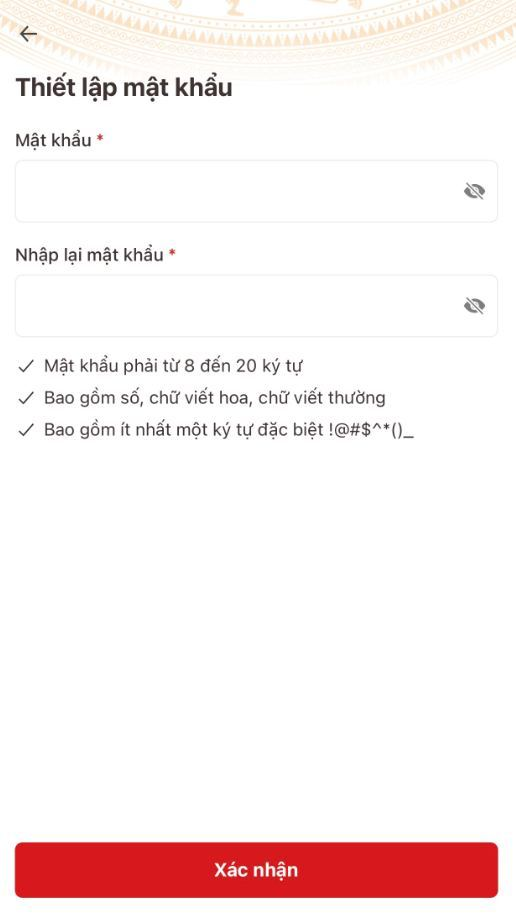 Thiết lập mật khẩu
Mật khẩu *
Nhập lại mật khẩu *
Mật khẩu phải từ 8 đến 20 ký tự
Bao gồm số, chữ viết hoa, chữ viết thường
Bao gồm ít nhất một ký tự đặc biệt !@#$^*()_
Xác nhận